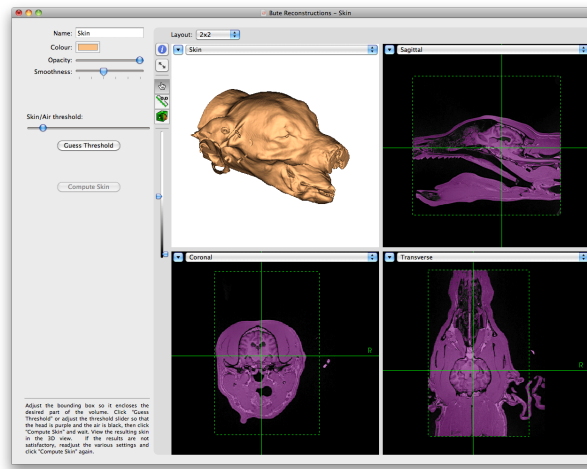 Bute Reconstructions - Skin
Name: Skin
Colour:
Opacity:
Smoothness:
Skin/Air threshold:
Guess Threshold
Compute Skin
Adjust the bounding box so it encloses the
desired part of the volume. Click "Guess
Threshold" or adjust the threshold slider so that
the head is purple and the air is black, then click
"Compute Skin" and wait. View the resulting skin
in the 3D view. If the results are not
satisfactory, readjust the various settings and
click "Compute Skin" again.
Layout: 2x2
Skin
Sagittal
Coronal
R
Transverse
R